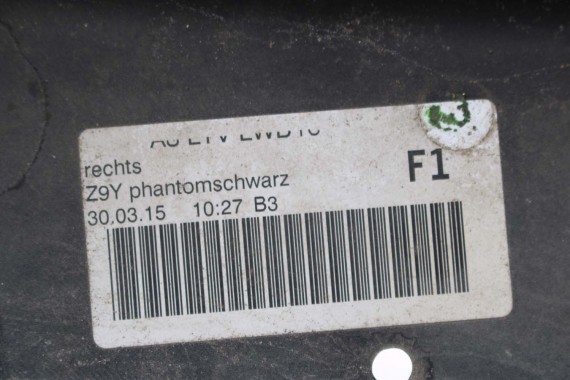 rechts
F1
Z9Y phantomschwarz
30.03.15 10:27 B3